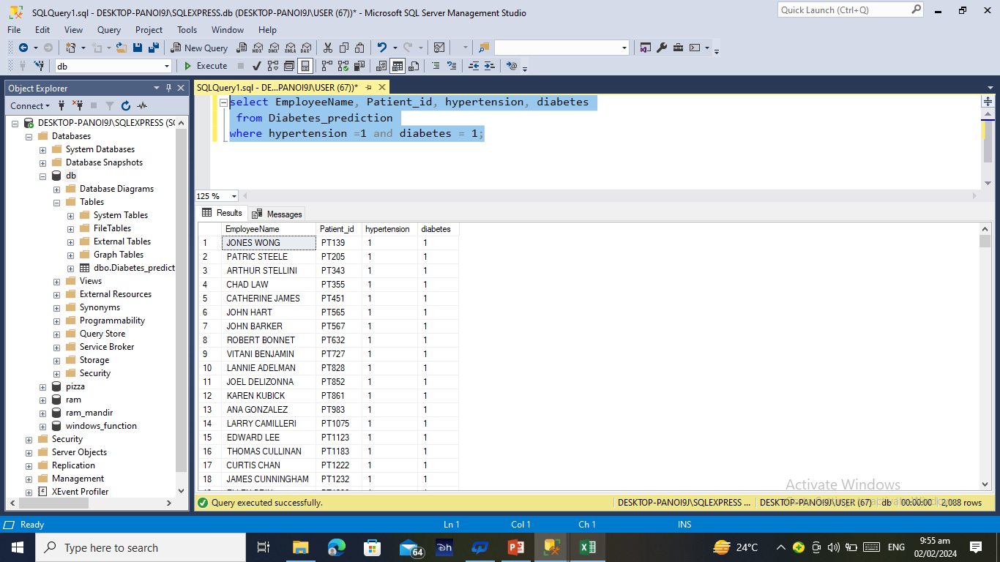 SQLQuery1.sql - DESKTOP-PANOI9J\SQLEXPRESS.db (DESKTOP-PANOI9J\USER (67))* - Microsoft SQL Server Management Studio
Quick Launch (Ctrl+Q)
File Edit View Query Project Tools Window Help
New Query MDX DMX XMLA DAX
db Execute
Object Explorer
Connect
DESKTOP-PANOI9J\SQLEXPRESS (SQ
Databases
System Databases
Database Snapshots
db
Database Diagrams
Tables
System Tables
FileTables
External Tables
Graph Tables
dbo.Diabetes_predict
Views
External Resources
Synonyms
Programmability
Query Store
Service Broker
Storage
Security
pizza
ram
ram_mandir
windows_function
Security
Server Objects
Replication
Management
XEvent Profiler
SQLQuery1.sql - DE...PANOI9J\USER (67))*
select EmployeeName, Patient_id, hypertension, diabetes
from Diabetes_prediction
where hypertension =1 and diabetes = 1;
125 %
Results Messages
EmployeeName Patient_id hypertension diabetes
1 JONES WONG PT139 1 1
2 PATRIC STEELE PT205 1 1
3 ARTHUR STELLINI PT343 1 1
4 CHAD LAW PT355 1 1
5 CATHERINE JAMES PT451 1 1
6 JOHN HART PT565 1 1
7 JOHN BARKER PT567 1 1
8 ROBERT BONNET PT632 1 1
9 VITANI BENJAMIN PT727 1 1
10 LANNIE ADELMAN PT828 1 1
11 JOEL DELIZONNA PT852 1 1
12 KAREN KUBICK PT861 1 1
13 ANA GONZALEZ PT983 1 1
14 LARRY CAMILLERI PT1075 1 1
15 EDWARD LEE PT1123 1 1
16 THOMAS CULLINAN PT1183 1 1
17 CURTIS CHAN PT1222 1 1
18 JAMES CUNNINGHAM PT1232 1 1
Activate Windows
Query executed successfully. DESKTOP-PANOI9J\SQLEXPRESS ... DESKTOP-PANOI9J\USER (67) db 00:00:00 2,088 rows
Ready Ln 1 Col 1 Ch 1 INS
Type here to search 64 24°C ENG 9:55 am
02/02/2024